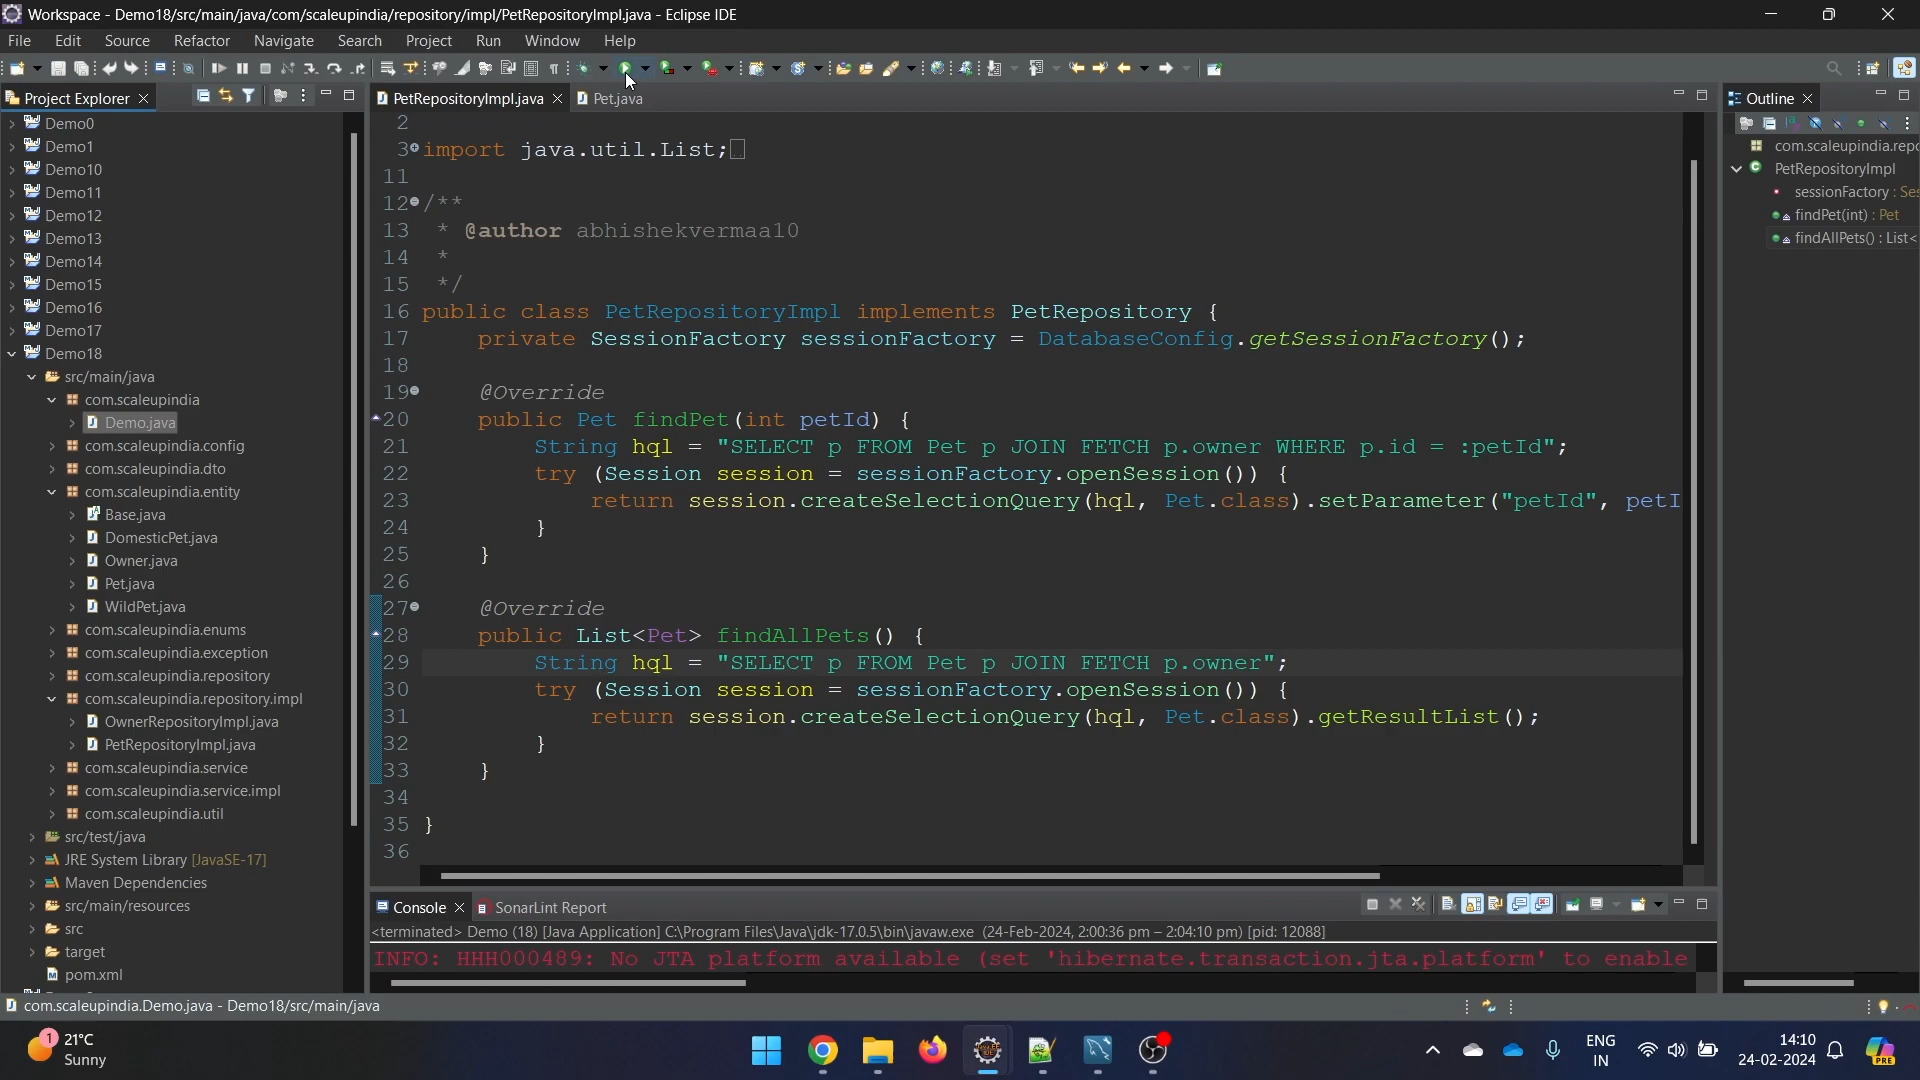 Workspace - Demo18/src/main/java/com/scaleupindia/repository/impl/PetRepositoryImpl.java - Eclipse IDE
File Edit Source Refactor Navigate Search Project Run Window Help
Project Explorer
Demo0
Demo1
Demo10
Demo11
Demo12
Demo13
Demo14
Demo15
Demo16
Demo17
Demo18
src/main/java
com.scaleupindia
Demo.java
com.scaleupindia.config
com.scaleupindia.dto
com.scaleupindia.entity
Base.java
DomesticPet.java
Owner.java
Pet.java
WildPet.java
com.scaleupindia.enums
com.scaleupindia.exception
com.scaleupindia.repository
com.scaleupindia.repository.impl
OwnerRepositoryImpl.java
PetRepositoryImpl.java
com.scaleupindia.service
com.scaleupindia.service.impl
com.scaleupindia.util
src/test/java
JRE System Library [JavaSE-17]
Maven Dependencies
src/main/resources
src
target
pom.xml
PetRepositoryImpl.java Pet.java
2
3 import java.util.List;
11
12 /**
13 * @author abhishekvermaa10
14 *
15 */
16 public class PetRepositoryImpl implements PetRepository {
17 private SessionFactory sessionFactory = DatabaseConfig.getSessionFactory();
18
19 @Override
20 public Pet findPet(int petId) {
21 String hql = "SELECT p FROM Pet p JOIN FETCH p.owner WHERE p.id = :petId";
22 try (Session session = sessionFactory.openSession()) {
23 return session.createSelectionQuery(hql, Pet.class).setParameter("petId", petI
24 }
25 }
26
27 @Override
28 public List<Pet> findAllPets() {
29 String hql = "SELECT p FROM Pet p JOIN FETCH p.owner";
30 try (Session session = sessionFactory.openSession()) {
31 return session.createSelectionQuery(hql, Pet.class).getResultList();
32 }
33 }
34
35 }
36
Outline
com.scaleupindia.repo
PetRepositoryImpl
sessionFactory : Ses
findPet(int) : Pet
findAllPets() : List<
Console SonarLint Report
<terminated> Demo (18) [Java Application] C:\Program Files\Java\jdk-17.0.5\bin\javaw.exe (24-Feb-2024, 2:00:36 pm – 2:04:10 pm) [pid: 12088]
INFO: HHH000489: No JTA platform available (set 'hibernate.transaction.jta.platform' to enable
com.scaleupindia.Demo.java - Demo18/src/main/java
1
21°C
Sunny
PRE
ENG
IN
14:10
24-02-2024